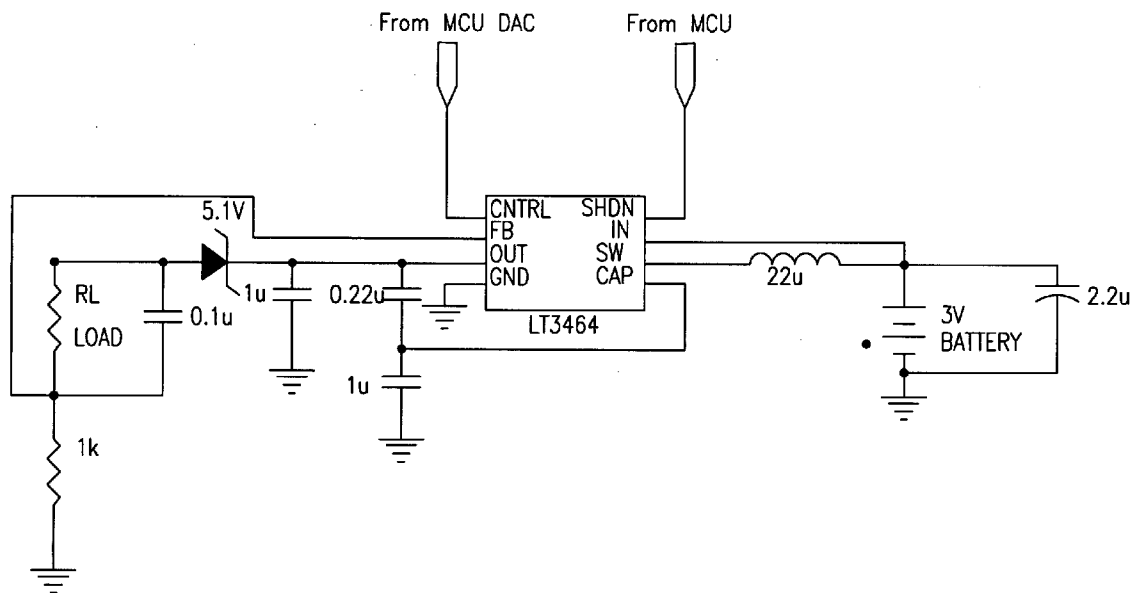 From MCU DAC
From MCU
5.1V
CNTRL
SHDN
FB
IN
OUT
SW
GND
CAP
LT3464
RL
LOAD
0.1u
1u
0.22u
1u
22u
3V
BATTERY
2.2u
1k